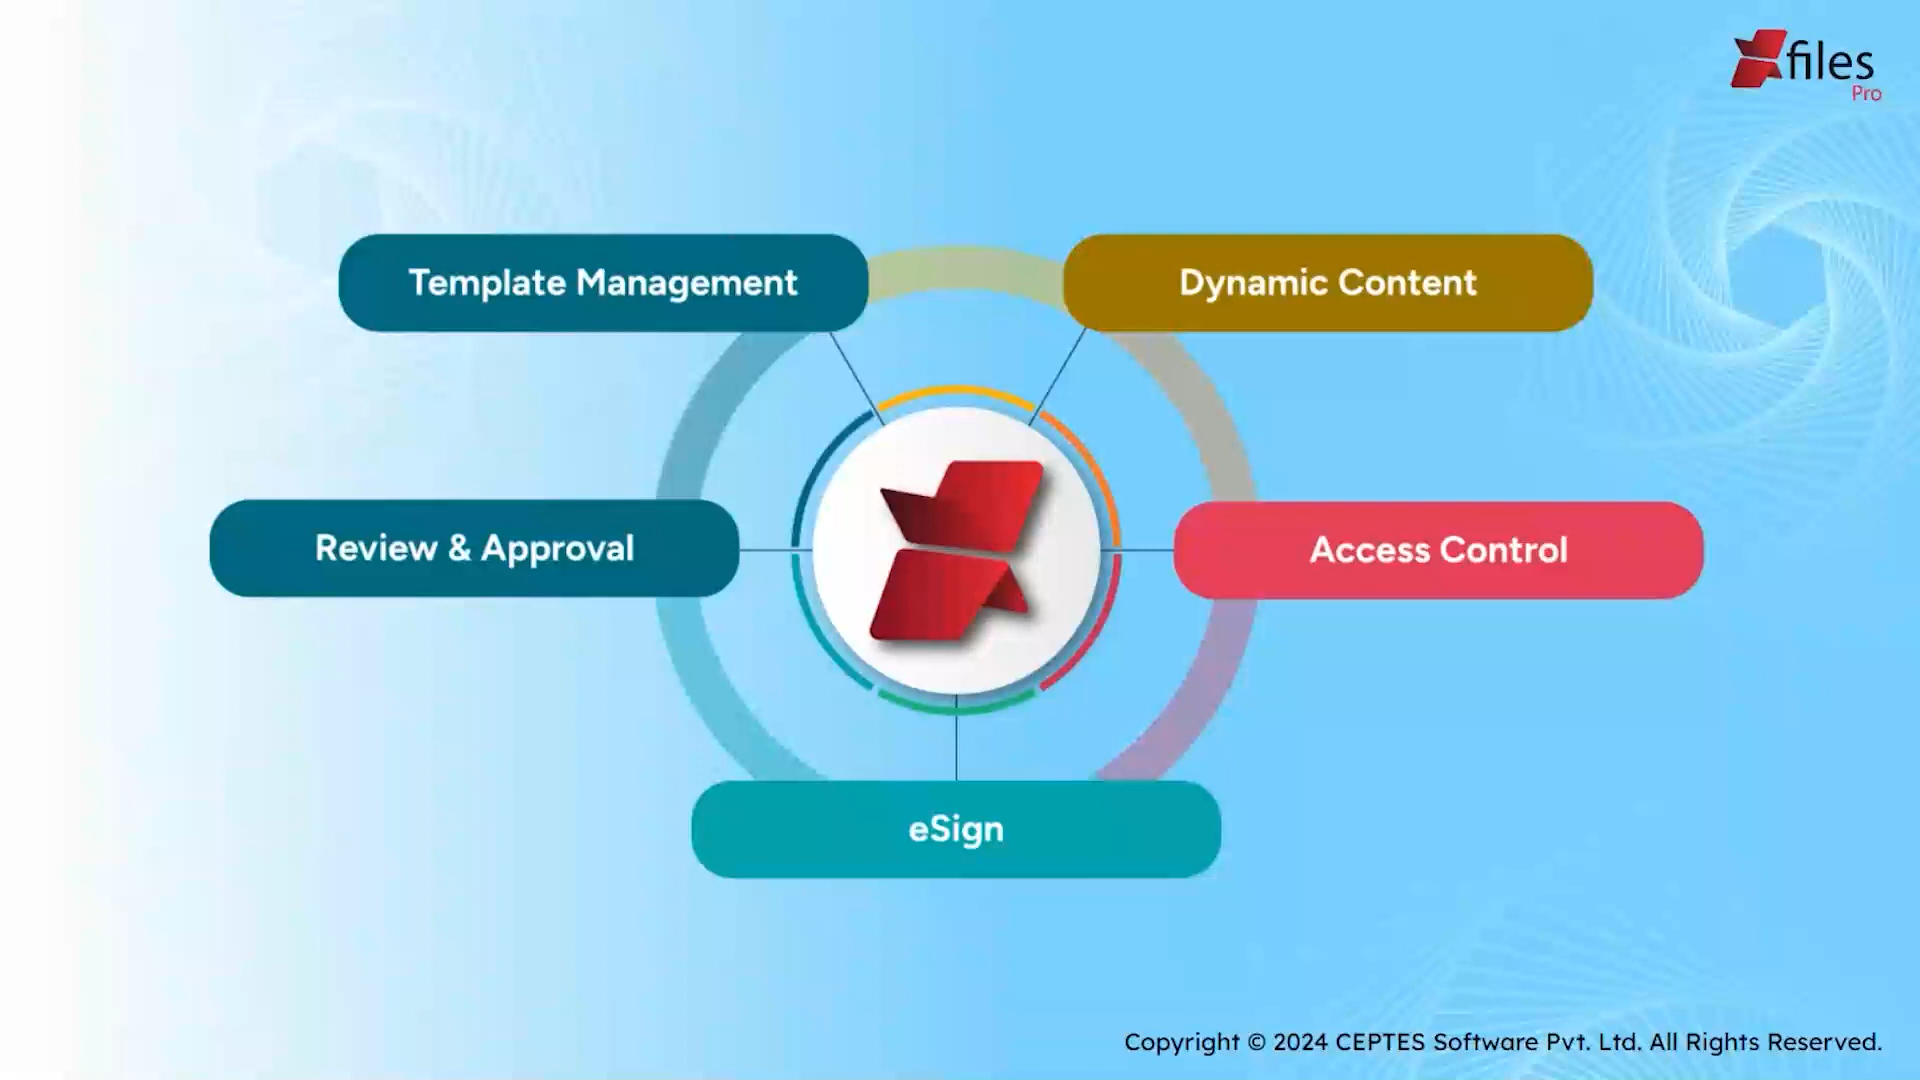 Xfiles
Pro
Template Management
Dynamic Content
Review & Approval
Access Control
eSign
Copyright © 2024 CEPTES Software Pvt. Ltd. All Rights Reserved.